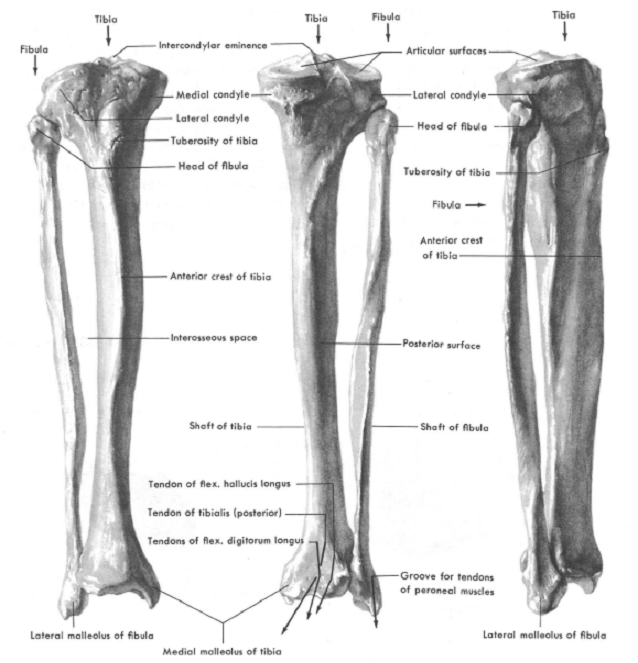 Tibia
Tibia
Fibula
Tibia
Fibula
Intercondylar eminence
Articular surfaces
Medial condyle
Lateral condyle
Lateral condyle
Head of fibula
Tuberosity of tibia
Head of fibula
Tuberosity of tibia
Fibula
Anterior crest
of tibia
Anterior crest of tibia
Interosseous space
Posterior surface
Shaft of tibia
Shaft of fibula
Tendon of flex. hallucis longus
Tendon of tibialis (posterior)
Tendons of flex. digitorum longus
Groove for tendons
of peroneal muscles
Lateral malleolus of fibula
Medial malleolus of tibia
Lateral malleolus of fibula